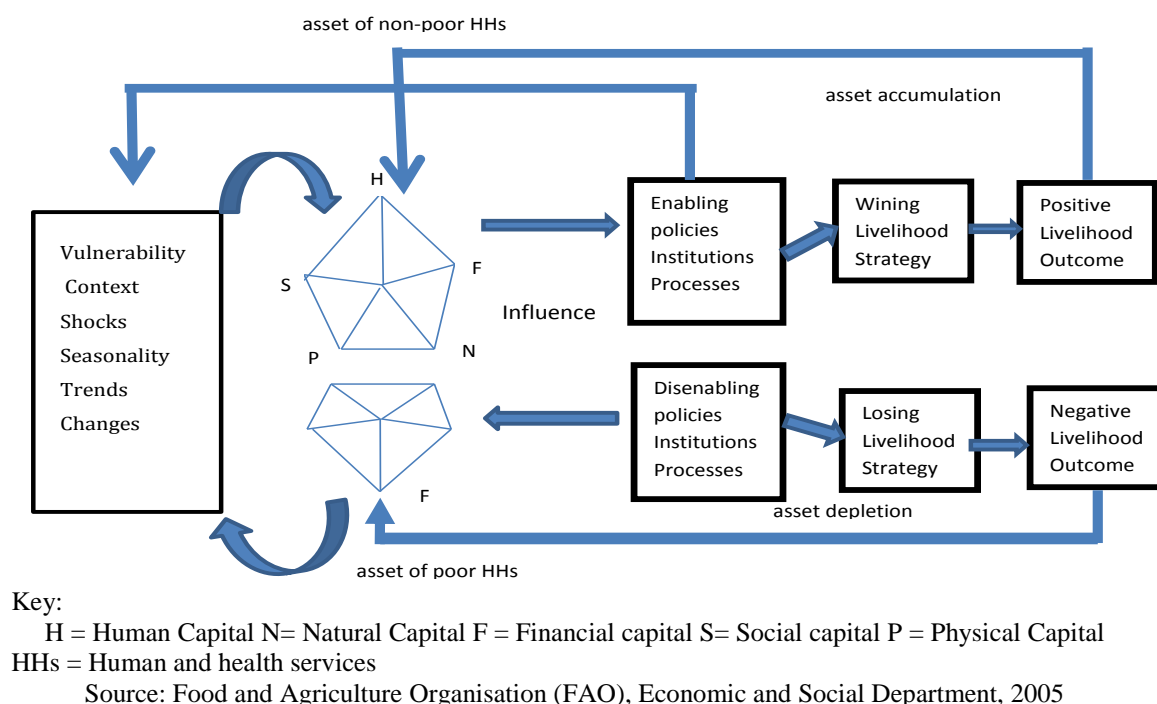 asset of non-poor HHs
asset accumulation
H
S
F
P
N
Influence
Vulnerability
Context
Shocks
Seasonality
Trends
Changes
Enabling
policies
Institutions
Processes
Wining
Livelihood
Strategy
Positive
Livelihood
Outcome
Disenabling
policies
Institutions
Processes
Losing
Livelihood
Strategy
Negative
Livelihood
Outcome
F
asset depletion
asset of poor HHs
Key:
H = Human Capital N= Natural Capital F = Financial capital S= Social capital P = Physical Capital
HHs = Human and health services
Source: Food and Agriculture Organisation (FAO), Economic and Social Department, 2005